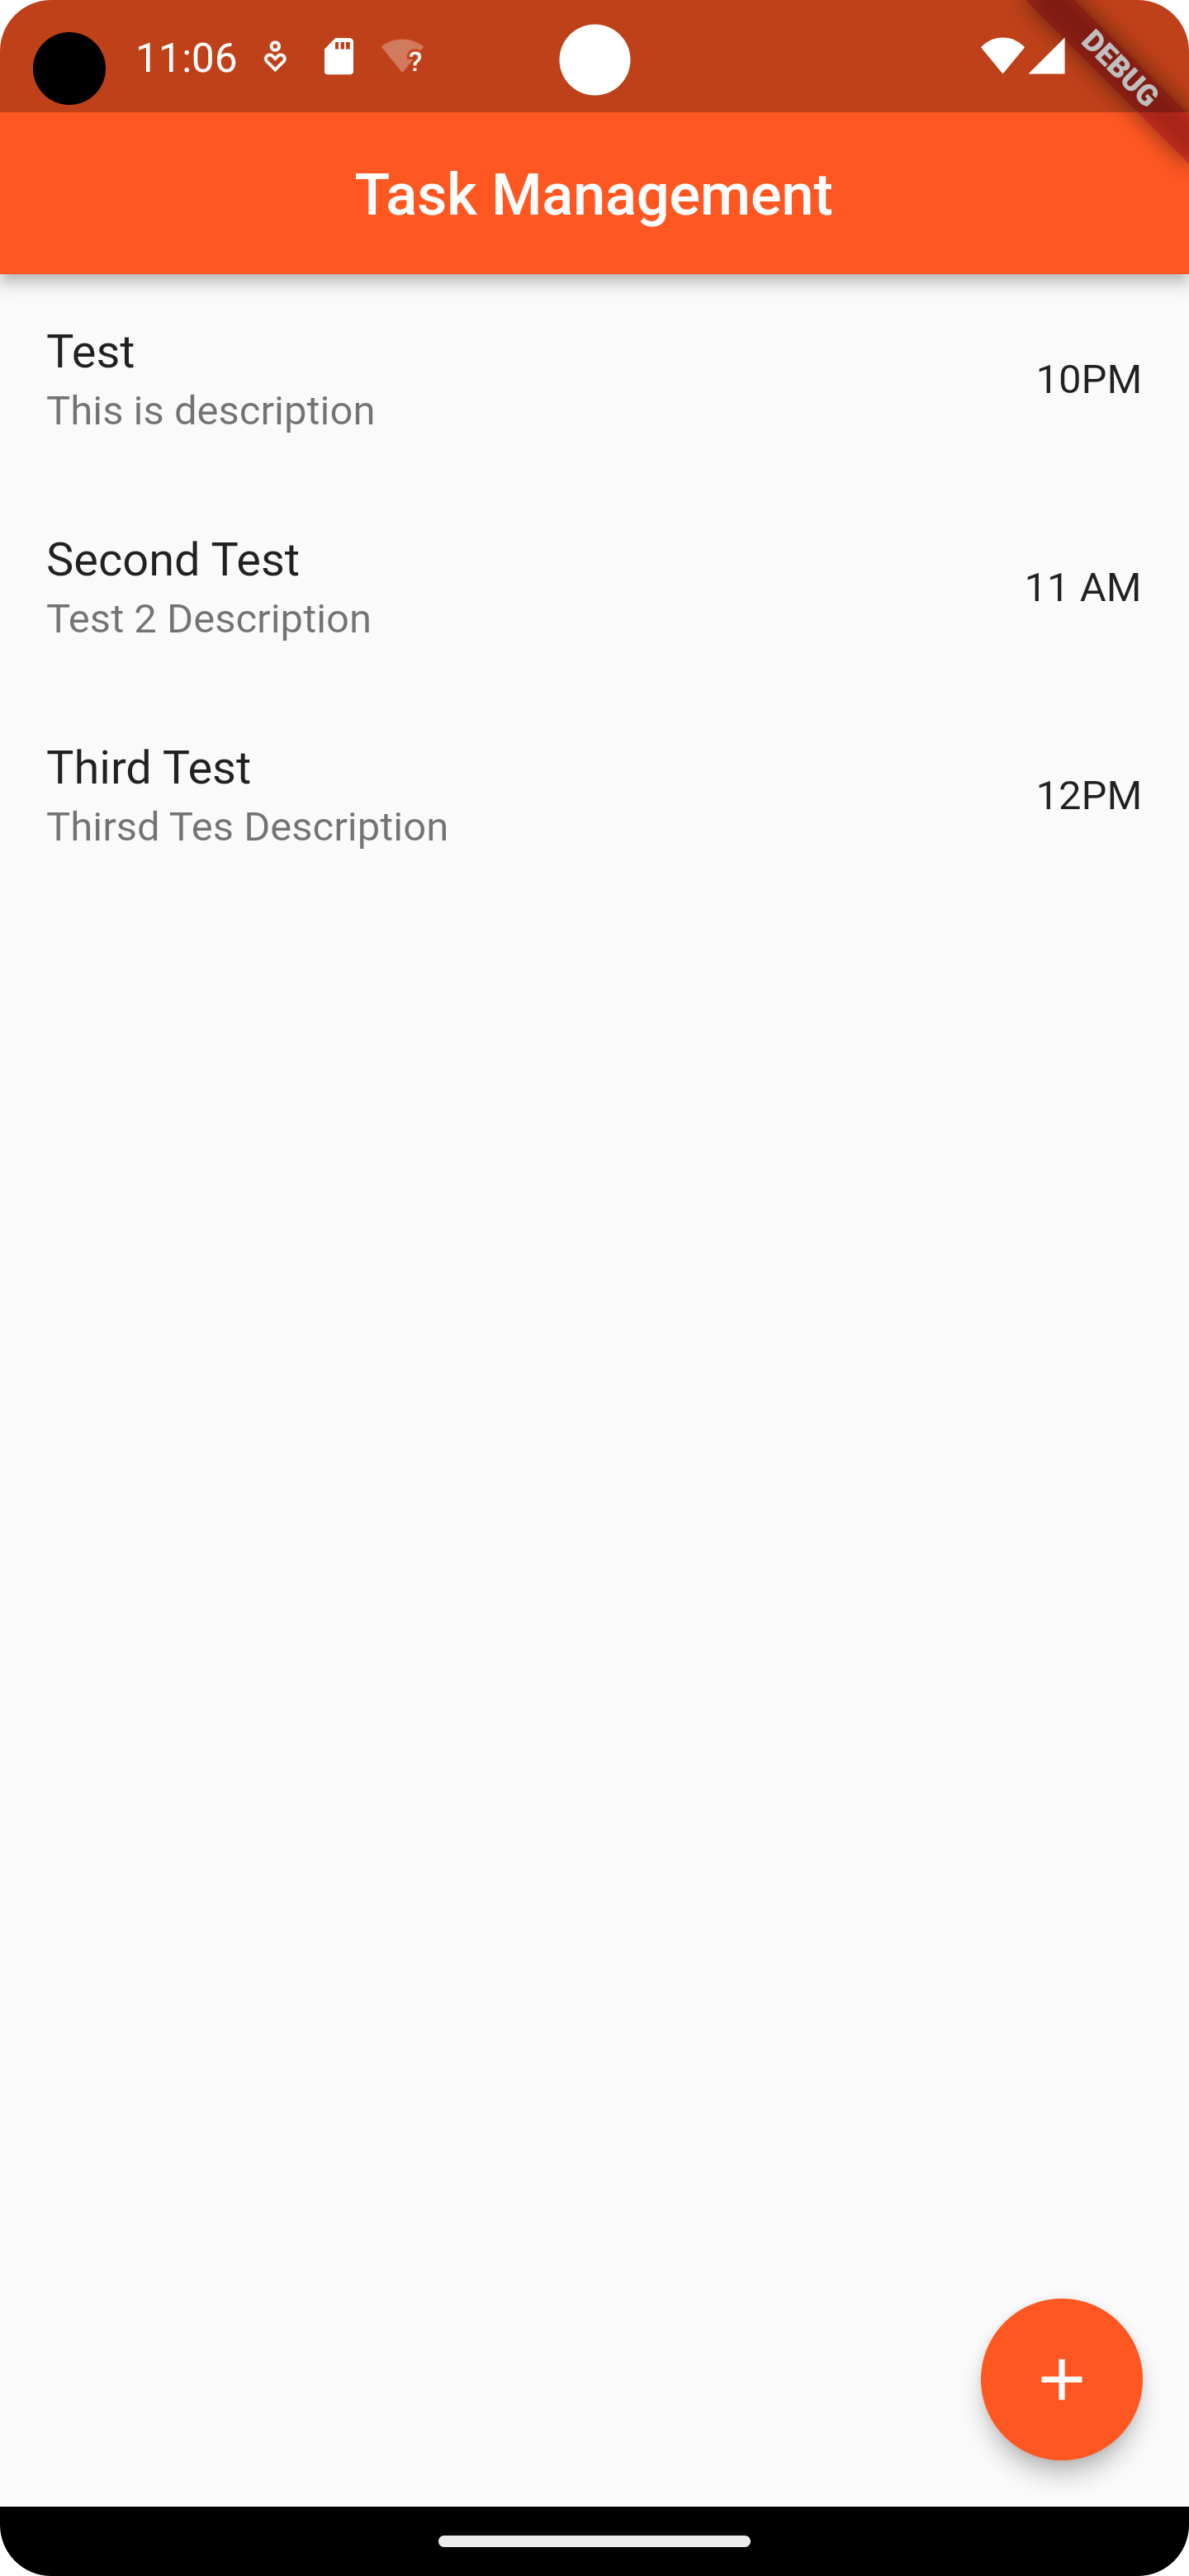 11:06
DEBUG
Task Management
Test
This is description
10PM
Second Test
Test 2 Description
11 AM
Third Test
Thirsd Tes Description
12PM